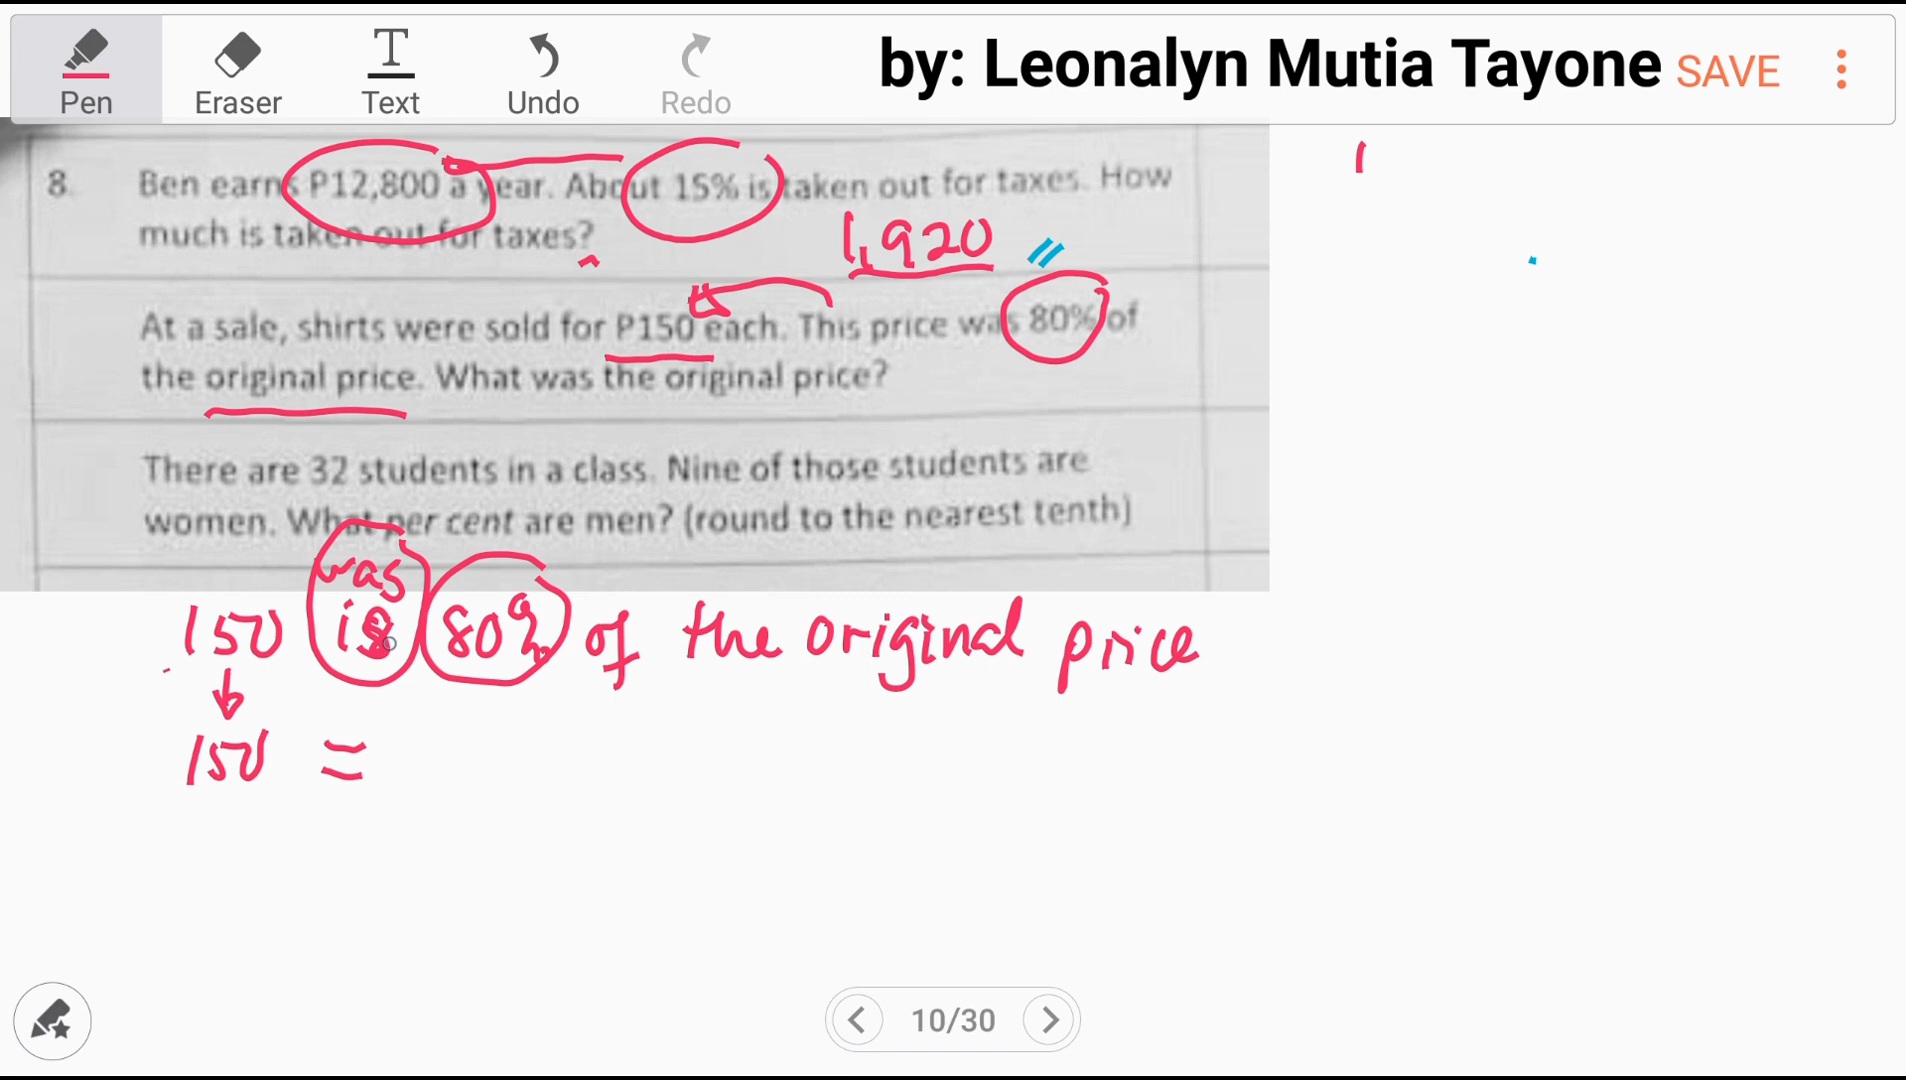 Pen
Eraser
Text
Undo
Redo
by: Leonalyn Mutia Tayone
SAVE
8. Ben earns P12,800 a year. About 15% is taken out for taxes. How
much is taken out for taxes?
1,920
At a sale, shirts were sold for P150 each. This price was 80% of
the original price. What was the original price?
There are 32 students in a class. Nine of those students are
women. What per cent are men? (round to the nearest tenth)
was
150 is 80% of the original price
150 =
10/30